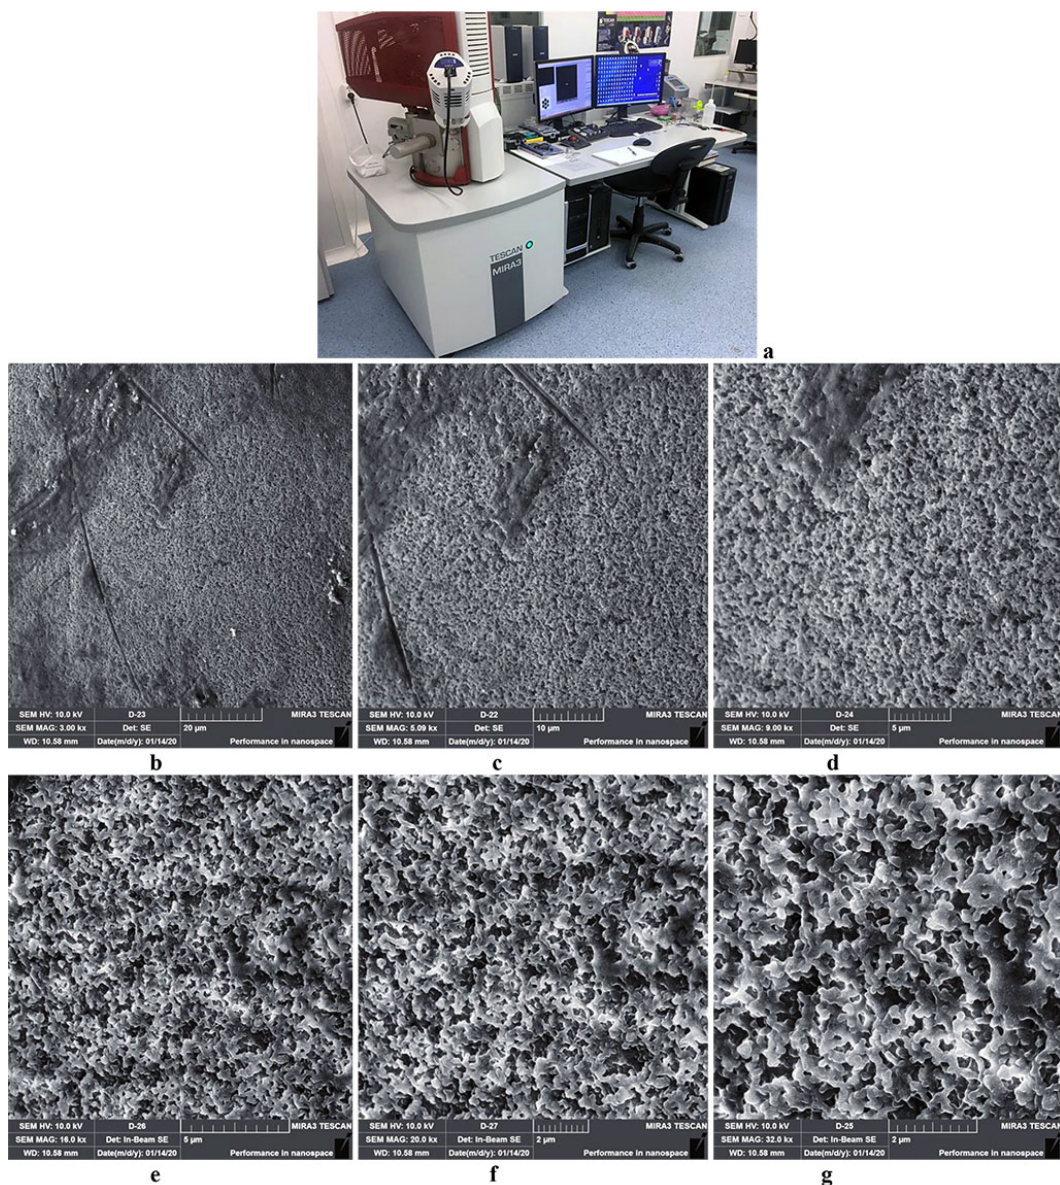 TESCAN
MIRA3
a
SEM HV: 10.0 kV D-23 MIRA3 TESCAN
SEM MAG: 3.00 kx Det: SE 20 µm
WD: 10.58 mm Date(m/d/y): 01/14/20 Performance in nanospace
b
SEM HV: 10.0 kV D-22 MIRA3 TESCAN
SEM MAG: 5.09 kx Det: SE 10 µm
WD: 10.58 mm Date(m/d/y): 01/14/20 Performance in nanospace
c
SEM HV: 10.0 kV D-24 MIRA3 TESCAN
SEM MAG: 9.00 kx Det: SE 5 µm
WD: 10.58 mm Date(m/d/y): 01/14/20 Performance in nanospace
d
SEM HV: 10.0 kV D-26 MIRA3 TESCAN
SEM MAG: 16.0 kx Det: In-Beam SE 5 µm
WD: 10.58 mm Date(m/d/y): 01/14/20 Performance in nanospace
e
SEM HV: 10.0 kV D-27 MIRA3 TESCAN
SEM MAG: 20.0 kx Det: In-Beam SE 2 µm
WD: 10.58 mm Date(m/d/y): 01/14/20 Performance in nanospace
f
SEM HV: 10.0 kV D-25 MIRA3 TESCAN
SEM MAG: 32.0 kx Det: In-Beam SE 2 µm
WD: 10.58 mm Date(m/d/y): 01/14/20 Performance in nanospace
g